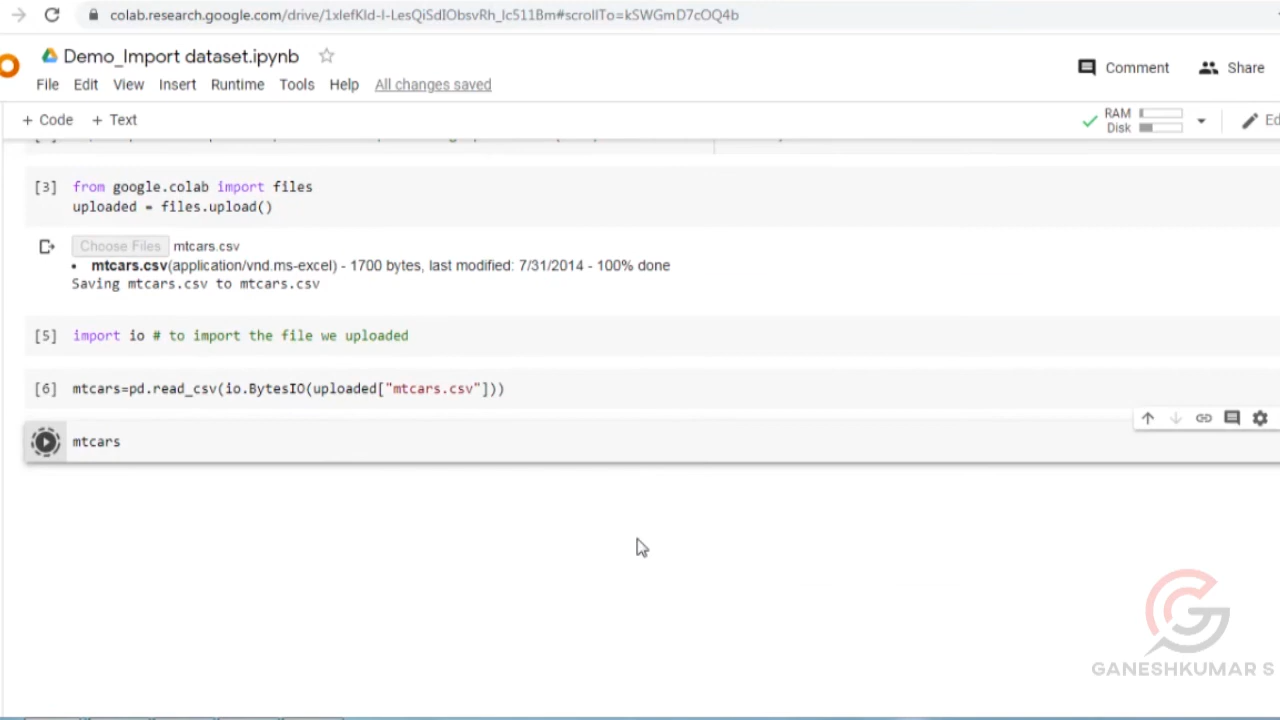 colab.research.google.com/drive/1xlefKId-I-LesQiSdIObsvRh_Ic511Bm#scrollTo=kSWGmD7cOQ4b
Demo_Import dataset.ipynb
Comment
Share
File Edit View Insert Runtime Tools Help All changes saved
+ Code + Text
RAM
Disk
Ed
[3] from google.colab import files
uploaded = files.upload()
Choose Files mtcars.csv
• mtcars.csv(application/vnd.ms-excel) - 1700 bytes, last modified: 7/31/2014 - 100% done
Saving mtcars.csv to mtcars.csv
[5] import io # to import the file we uploaded
[6] mtcars=pd.read_csv(io.BytesIO(uploaded["mtcars.csv"]))
mtcars
GANESHKUMAR S